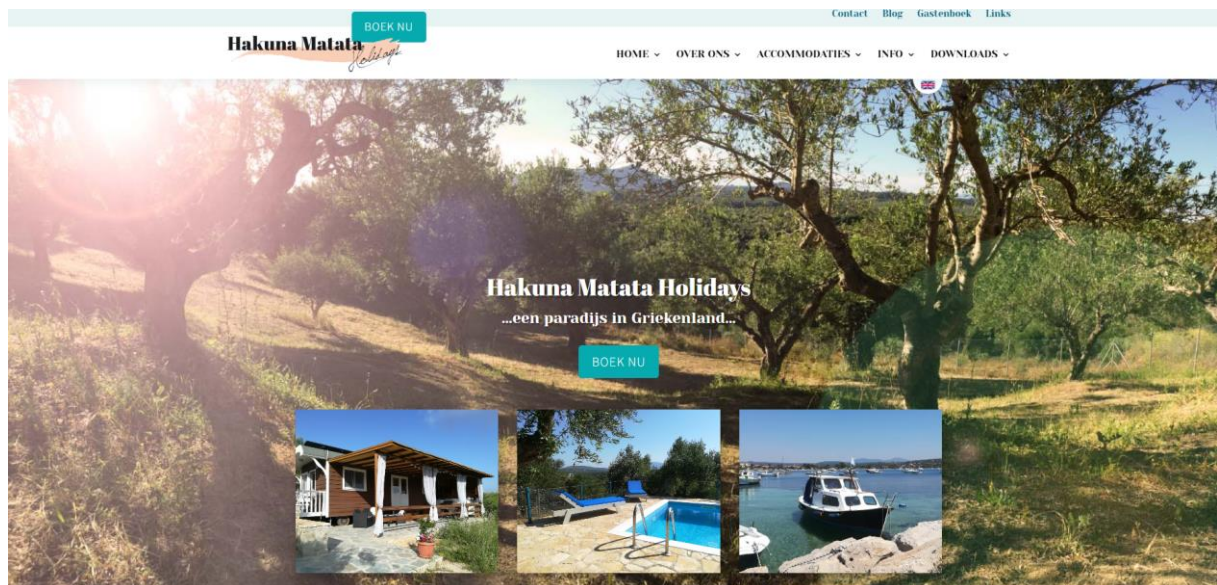 Contact Blog Gastenboek Links
BOEK NU
Hakuna Matata
Holidays
HOME OVER ONS ACCOMMODATIES INFO DOWNLOADS
Hakuna Matata Holidays
...een paradijs in Griekenland...
BOEK NU